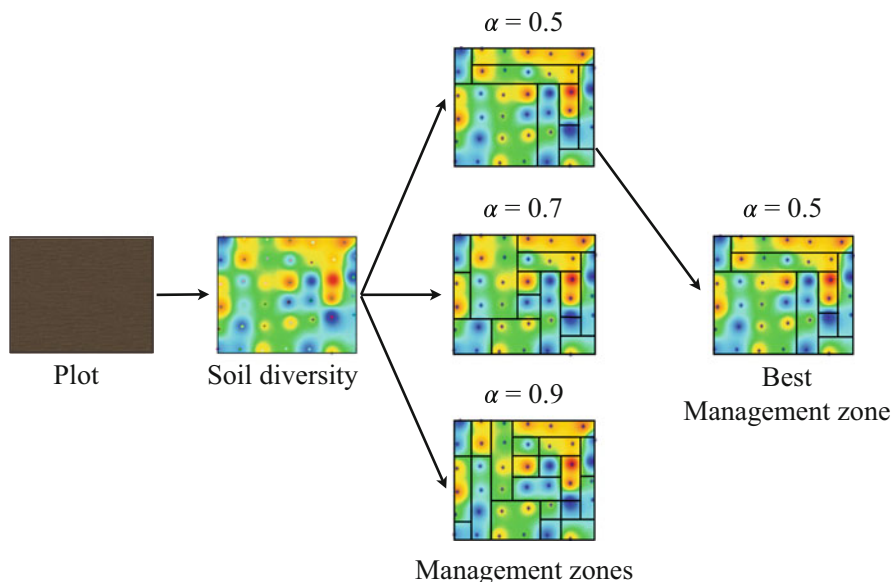 α = 0.5
α = 0.7
α = 0.5
Plot
Soil diversity
Best
Management zone
α = 0.9
Management zones